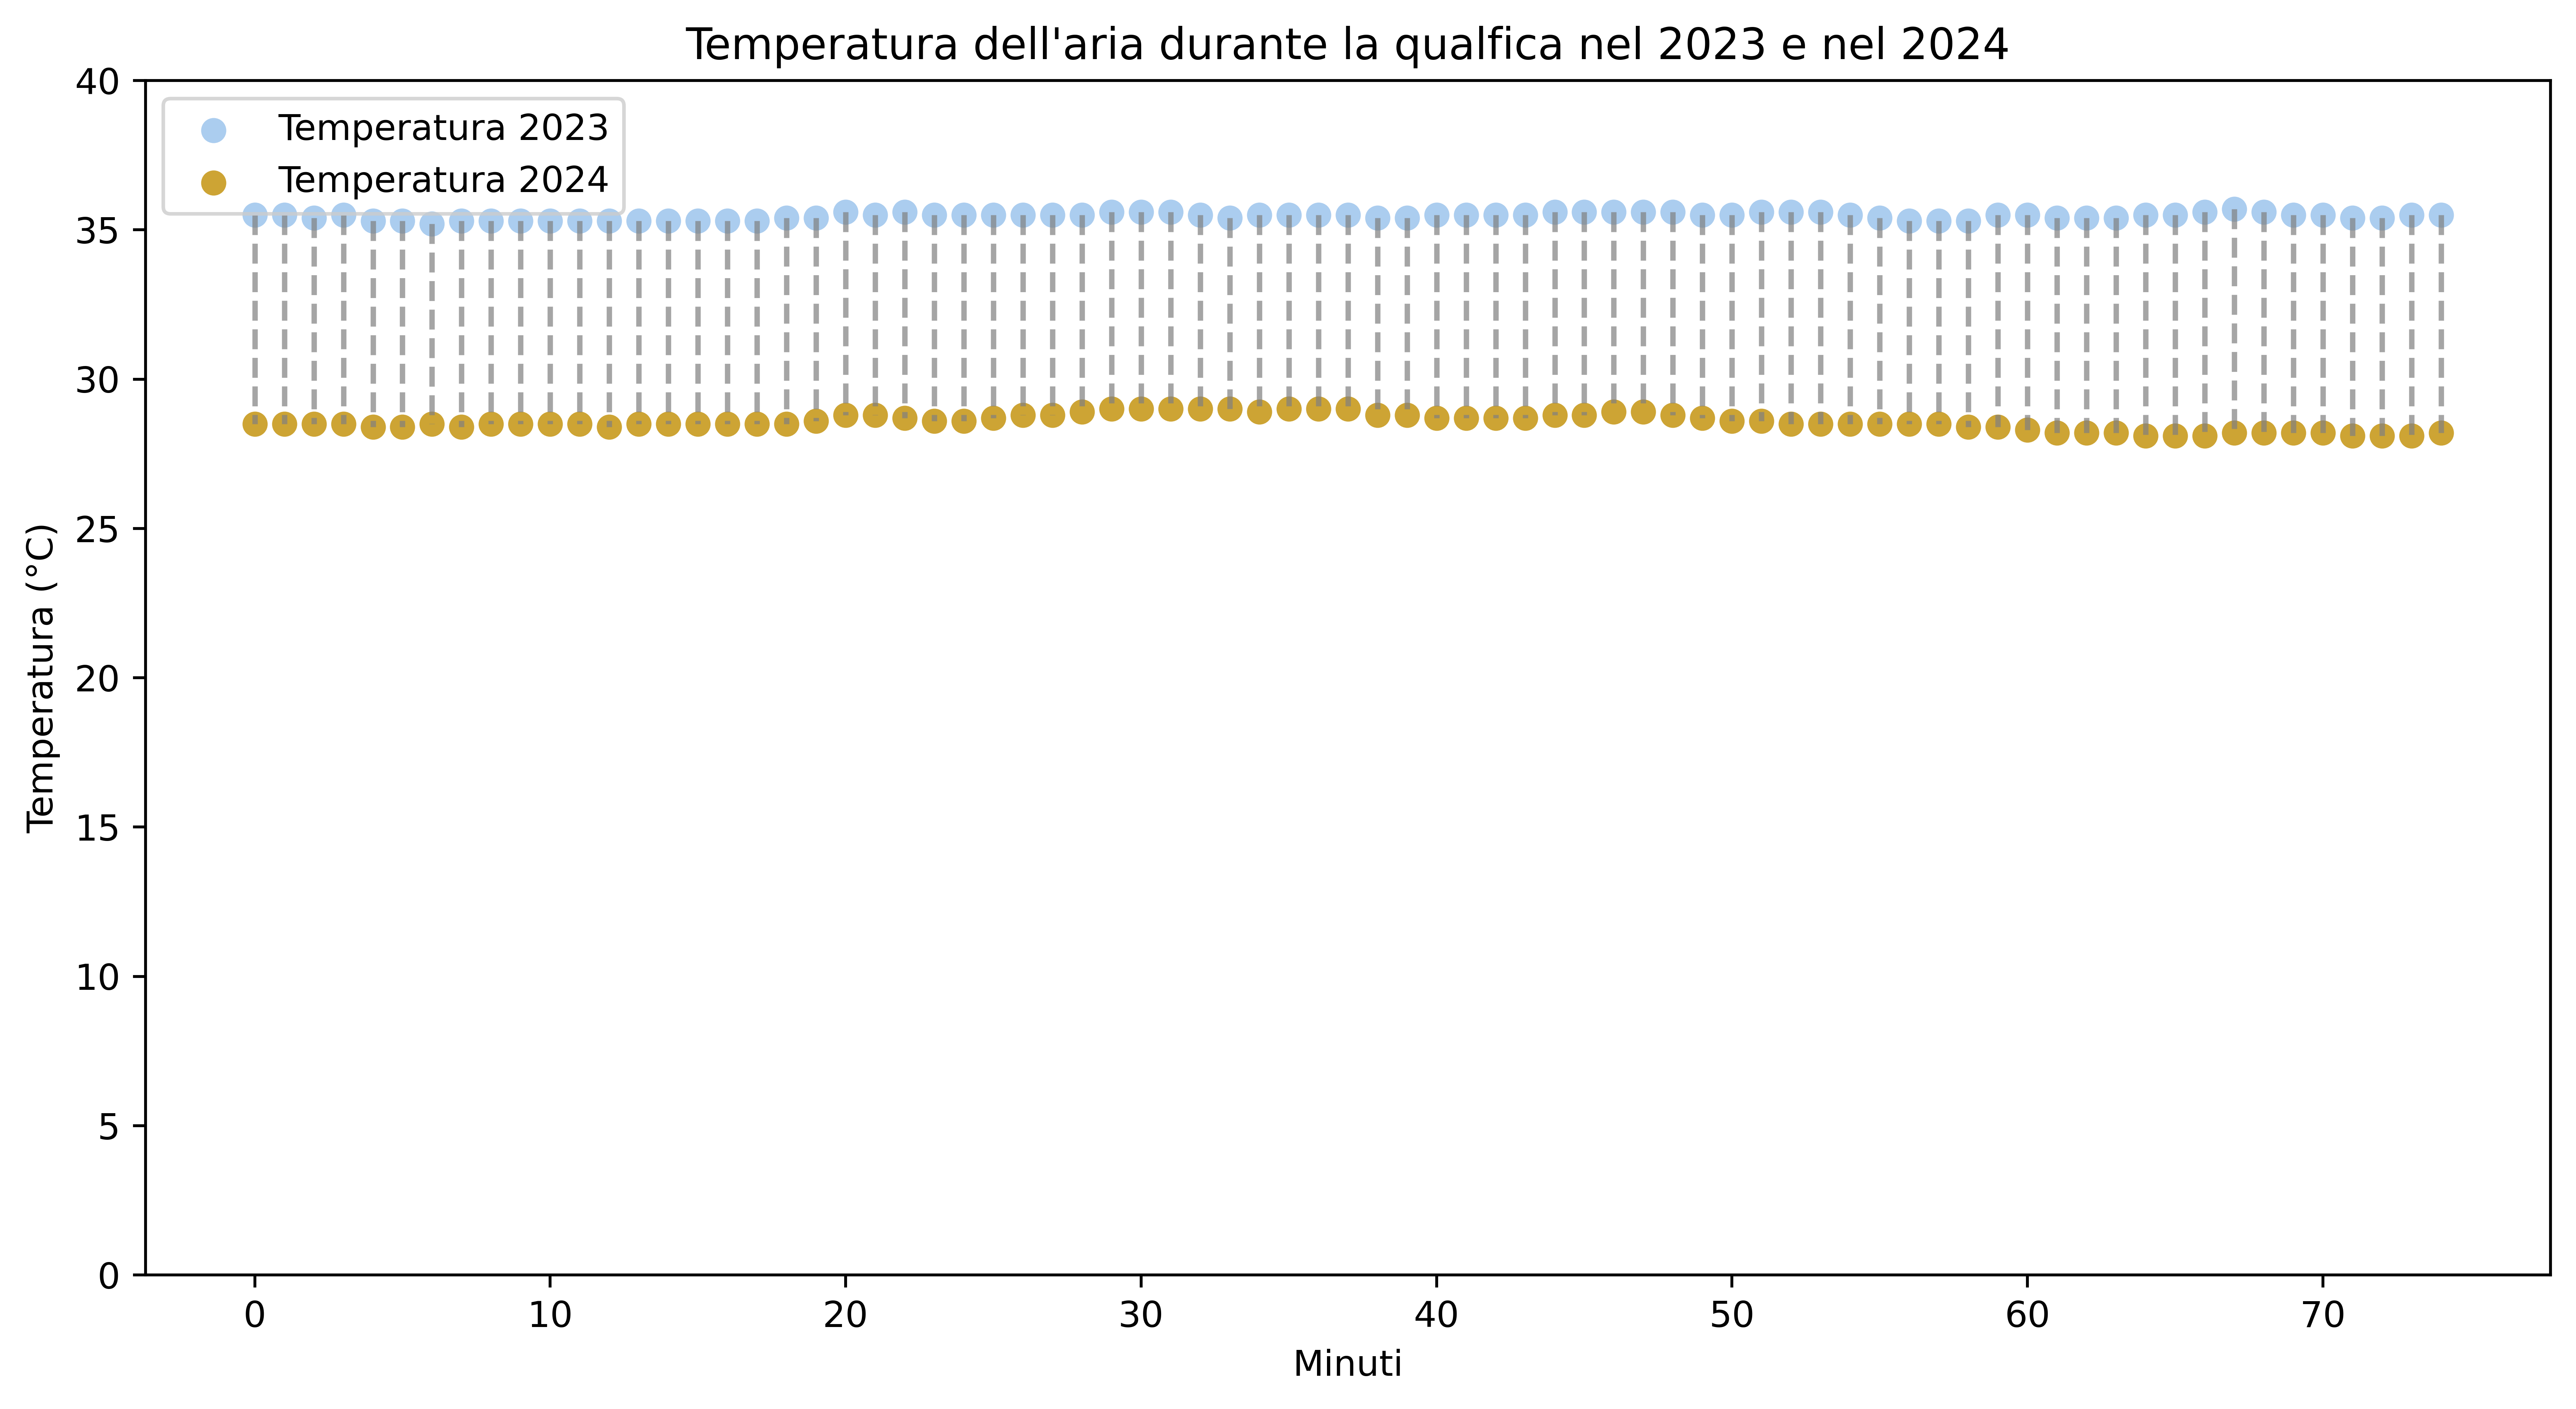 Temperatura dell'aria durante la qualfica nel 2023 e nel 2024
40
35
30
25
20
15
10
5
0
Temperatura (°C)
Temperatura 2023
Temperatura 2024
0 10 20 30 40 50 60 70
Minuti